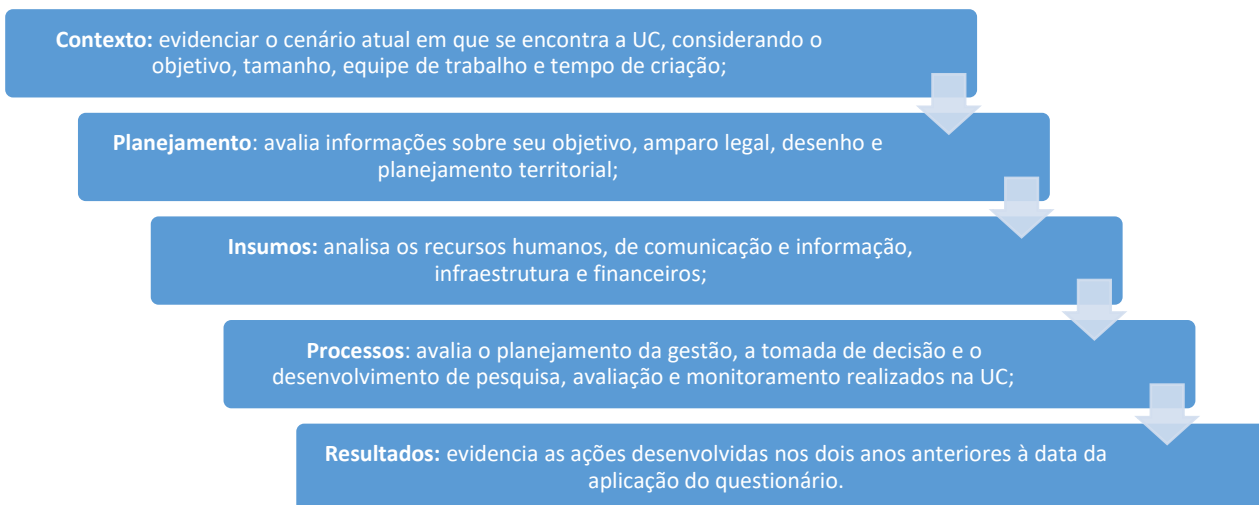 Contexto: evidenciar o cenário atual em que se encontra a UC, considerando o
objetivo, tamanho, equipe de trabalho e tempo de criação;
Planejamento: avalia informações sobre seu objetivo, amparo legal, desenho e
planejamento territorial;
Insumos: analisa os recursos humanos, de comunicação e informação,
infraestrutura e financeiros;
Processos: avalia o planejamento da gestão, a tomada de decisão e o
desenvolvimento de pesquisa, avaliação e monitoramento realizados na UC;
Resultados: evidencia as ações desenvolvidas nos dois anos anteriores à data da
aplicação do questionário.